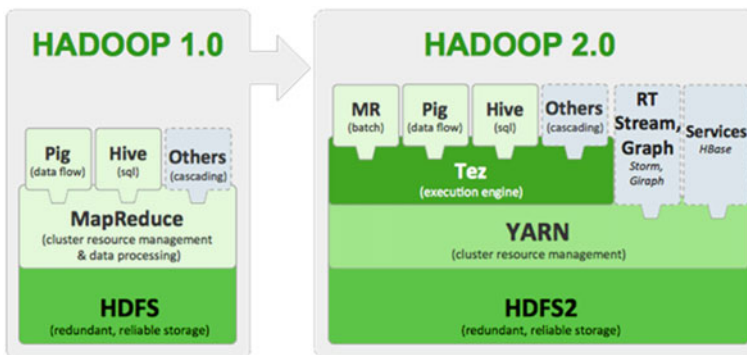 HADOOP 1.0
Pig
(data flow)
Hive
(sql)
Others
(cascading)
MapReduce
(cluster resource management
& data processing)
HDFS
(redundant, reliable storage)
HADOOP 2.0
MR
(batch)
Pig
(data flow)
Hive
(sql)
Others
(cascading)
RT
Stream,
Graph
Storm,
Giraph
Services
HBase
Tez
(execution engine)
YARN
(cluster resource management)
HDFS2
(redundant, reliable storage)